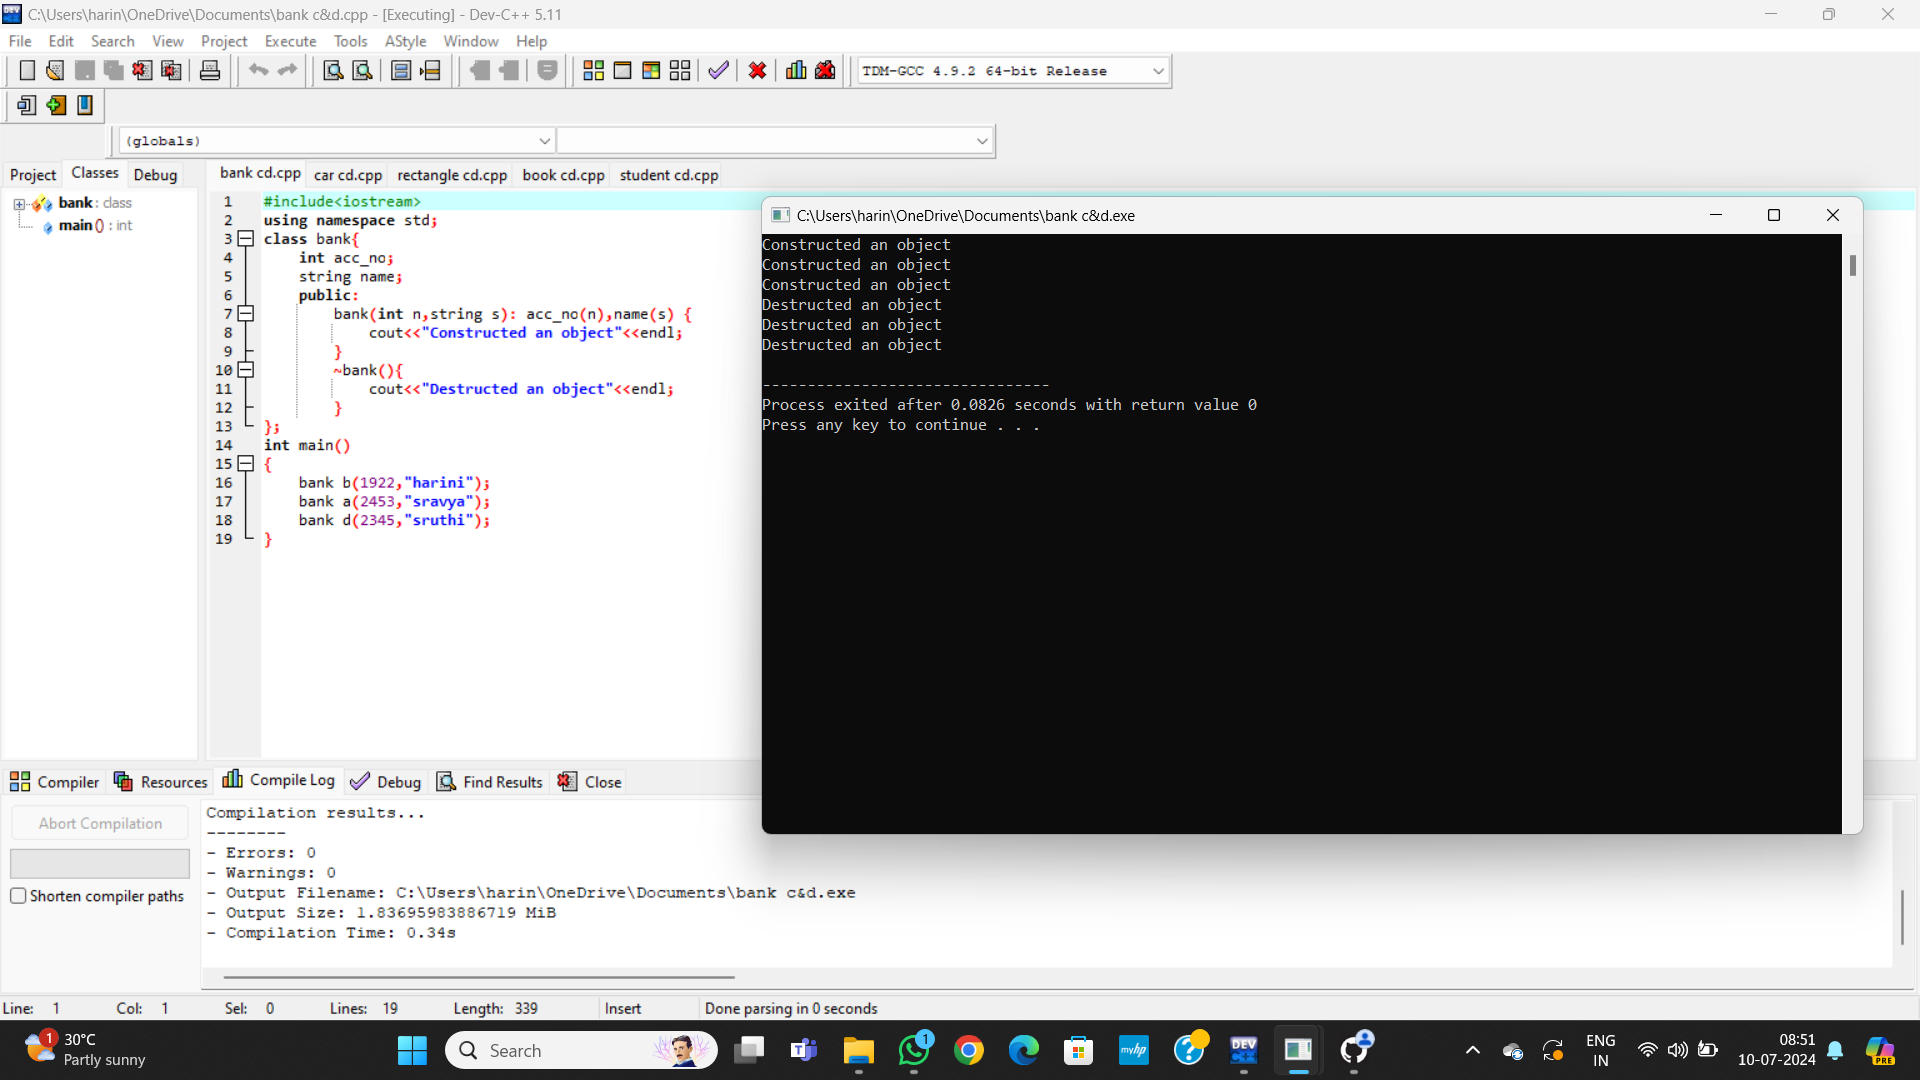 C:\Users\harin\OneDrive\Documents\bank c&d.cpp - [Executing] - Dev-C++ 5.11
File Edit Search View Project Execute Tools AStyle Window Help
TDM-GCC 4.9.2 64-bit Release
(globals)
Project Classes Debug
bank : class
main () : int
bank cd.cpp car cd.cpp rectangle cd.cpp book cd.cpp student cd.cpp
1 #include<iostream>
2 using namespace std;
3 class bank{
4 int acc_no;
5 string name;
6 public:
7 bank(int n,string s): acc_no(n),name(s) {
8 cout<<"Constructed an object"<<endl;
9 }
10 ~bank(){
11 cout<<"Destructed an object"<<endl;
12 }
13 };
14 int main()
15 {
16 bank b(1922,"harini");
17 bank a(2453,"sravya");
18 bank d(2345,"sruthi");
19 }
C:\Users\harin\OneDrive\Documents\bank c&d.exe
Constructed an object
Constructed an object
Constructed an object
Destructed an object
Destructed an object
Destructed an object
--------------------------------
Process exited after 0.0826 seconds with return value 0
Press any key to continue . . .
Compiler Resources Compile Log Debug Find Results Close
Abort Compilation
Shorten compiler paths
Compilation results...
--------
- Errors: 0
- Warnings: 0
- Output Filename: C:\Users\harin\OneDrive\Documents\bank c&d.exe
- Output Size: 1.83695983886719 MiB
- Compilation Time: 0.34s
Line: 1 Col: 1 Sel: 0 Lines: 19 Length: 339 Insert Done parsing in 0 seconds
1
30°C
Partly sunny
Search
1
myhp
DEV
ENG
IN
08:51
10-07-2024
PRE